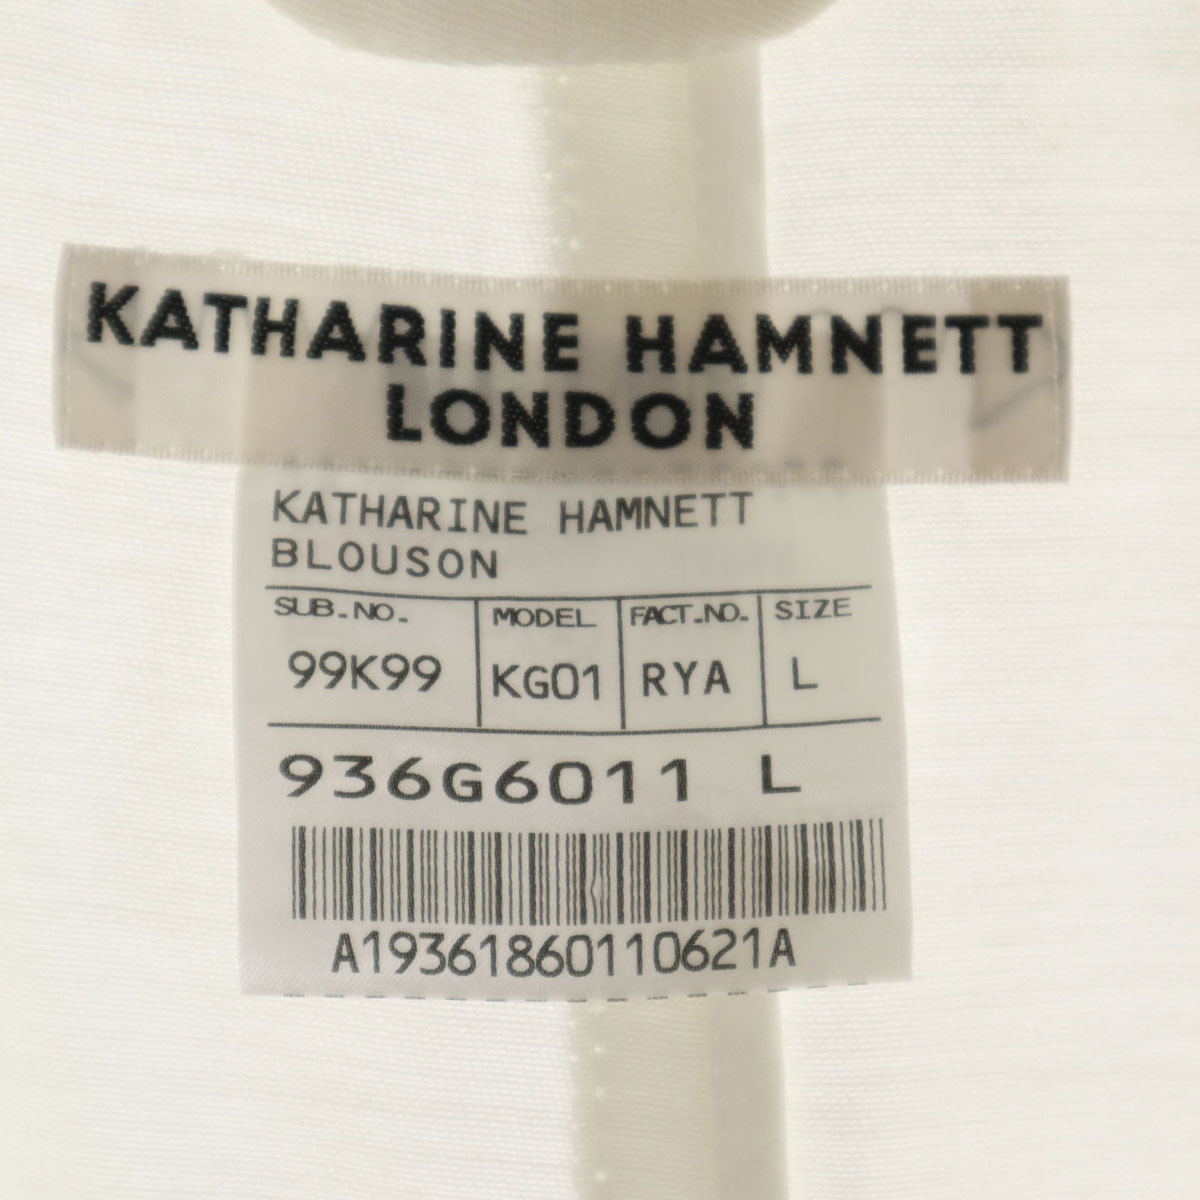 KATHARINE HAMNETT
LONDON
KATHARINE HAMNETT
BLOUSON
SUB.NO. MODEL FACT.NO. SIZE
99K99 KG01 RYA L
936G6011 L
A19361860110621A